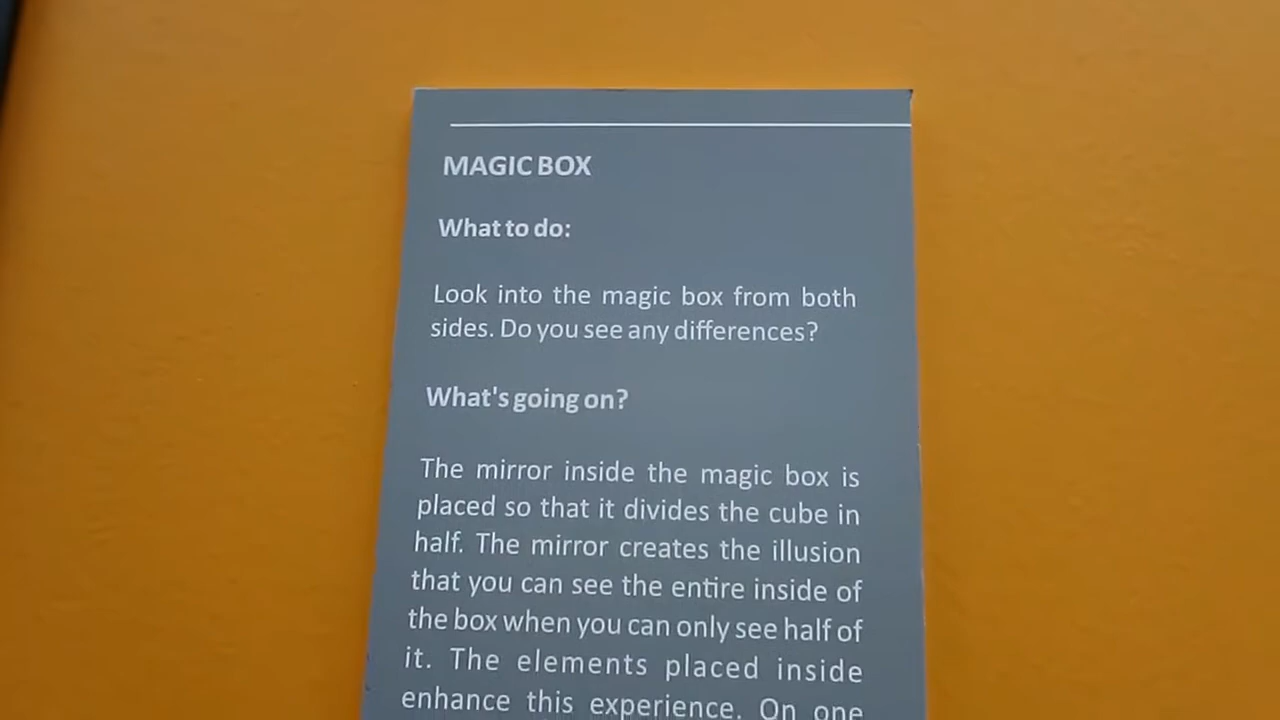 MAGIC BOX
What to do:
Look into the magic box from both
sides. Do you see any differences?
What's going on?
The mirror inside the magic box is
placed so that it divides the cube in
half. The mirror creates the illusion
that you can see the entire inside of
the box when you can only see half of
it. The elements placed inside
enhance this experience. On one